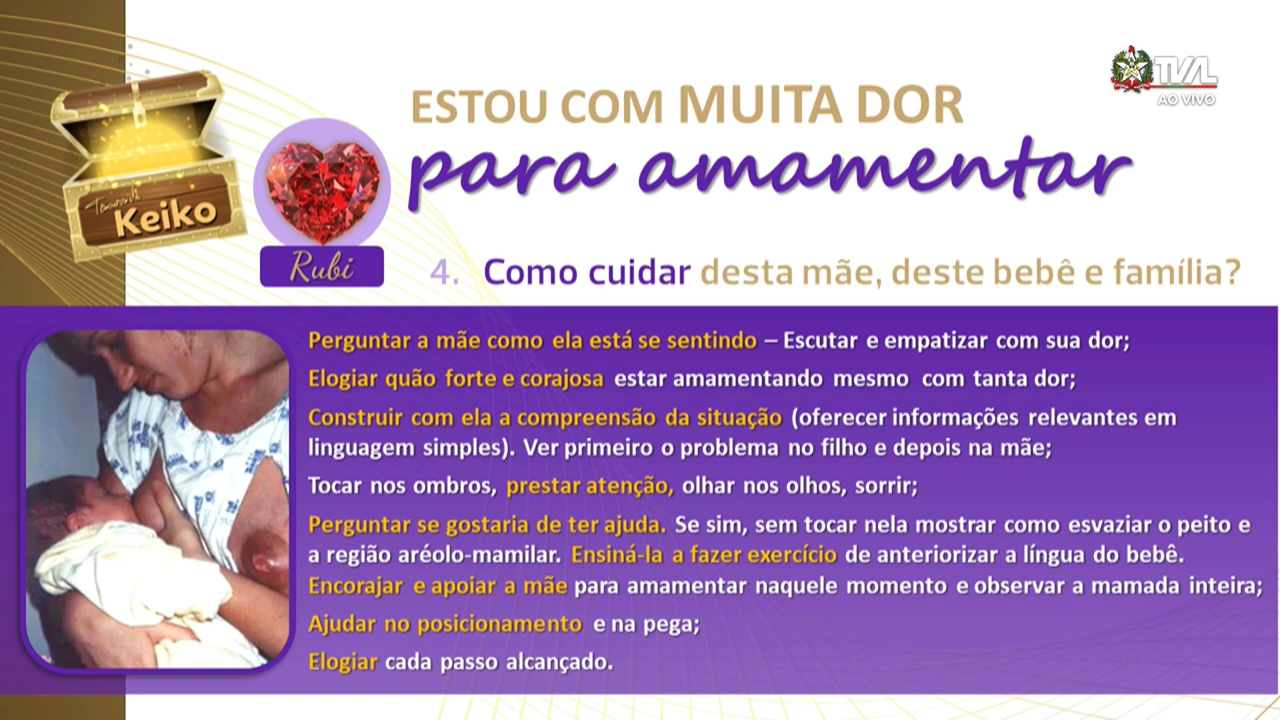 TVAL
AO VIVO
ESTOU COM MUITA DOR
para amamentar
Keiko
Rubi
4. Como cuidar desta mãe, deste bebê e família?
Perguntar a mãe como ela está se sentindo – Escutar e empatizar com sua dor;
Elogiar quão forte e corajosa estar amamentando mesmo com tanta dor;
Construir com ela a compreensão da situação (oferecer informações relevantes em
linguagem simples). Ver primeiro o problema no filho e depois na mãe;
Tocar nos ombros, prestar atenção, olhar nos olhos, sorrir;
Perguntar se gostaria de ter ajuda. Se sim, sem tocar nela mostrar como esvaziar o peito e
a região aréolo-mamilar. Ensiná-la a fazer exercício de anteriorizar a língua do bebê.
Encorajar e apoiar a mãe para amamentar naquele momento e observar a mamada inteira;
Ajudar no posicionamento e na pega;
Elogiar cada passo alcançado.